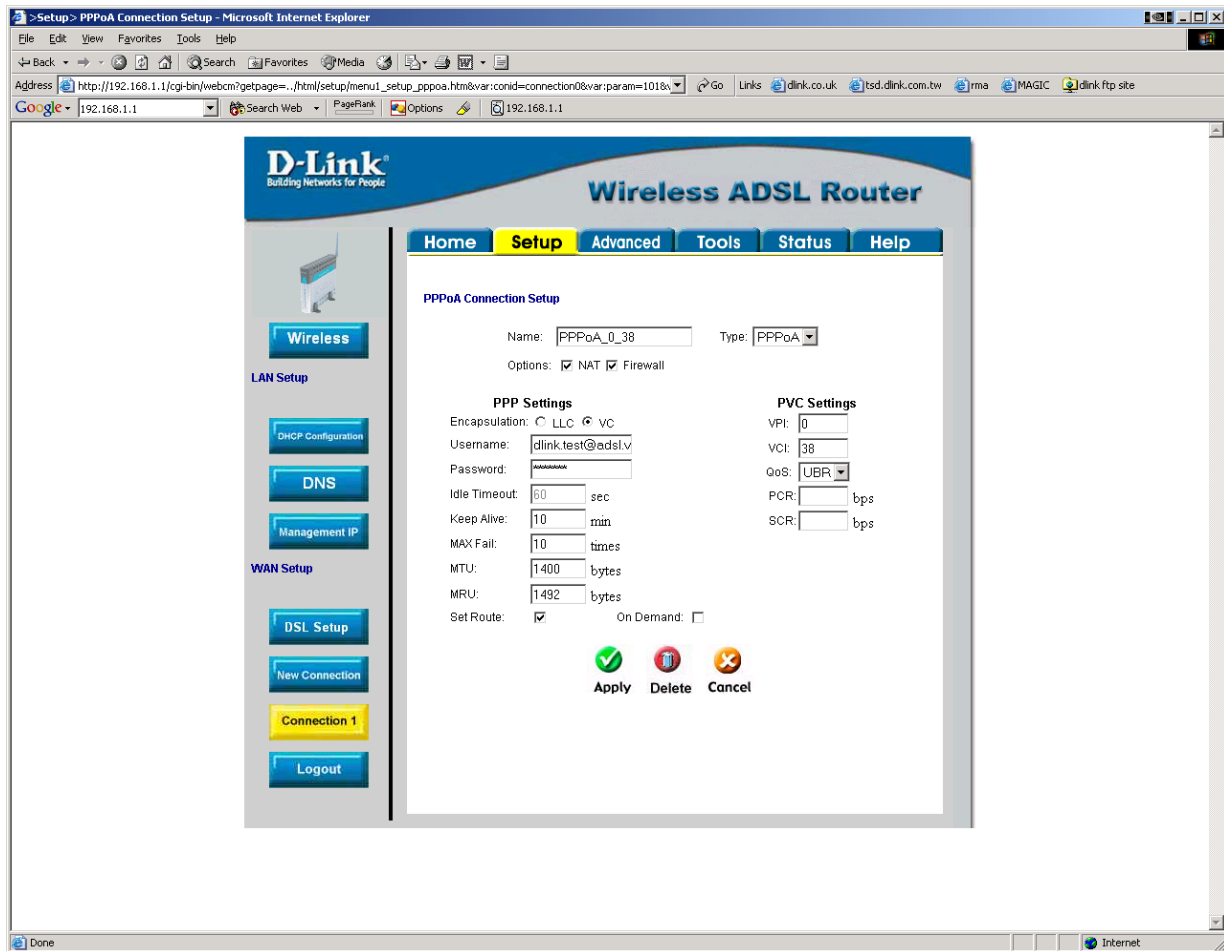 >Setup> PPPoA Connection Setup - Microsoft Internet Explorer
File Edit View Favorites Tools Help
Back Search Favorites Media
Address http://192.168.1.1/cgi-bin/webcm?getpage=../html/setup/menu1_setup_pppoa.htm&var:conid=connection0&var:param=1018& Go Links dlink.co.uk tsd.dlink.com.tw rma MAGIC dlink ftp site
Google 192.168.1.1 Search Web PageRank Options 192.168.1.1
D-Link
Building Networks for People
Wireless ADSL Router
Home Setup Advanced Tools Status Help
PPPoA Connection Setup
Name: PPPoA_0_38 Type: PPPoA
Options: NAT Firewall
PPP Settings PVC Settings
Encapsulation: LLC VC VPI: 0
Username: dlink.test@adsl.v VCI: 38
Password: ******* QoS: UBR
Idle Timeout: 60 sec PCR: bps
Keep Alive: 10 min SCR: bps
MAX Fail: 10 times
MTU: 1400 bytes
MRU: 1492 bytes
Set Route: On Demand:
Apply Delete Cancel
Wireless
LAN Setup
DHCP Configuration
DNS
Management IP
WAN Setup
DSL Setup
New Connection
Connection 1
Logout
Done Internet